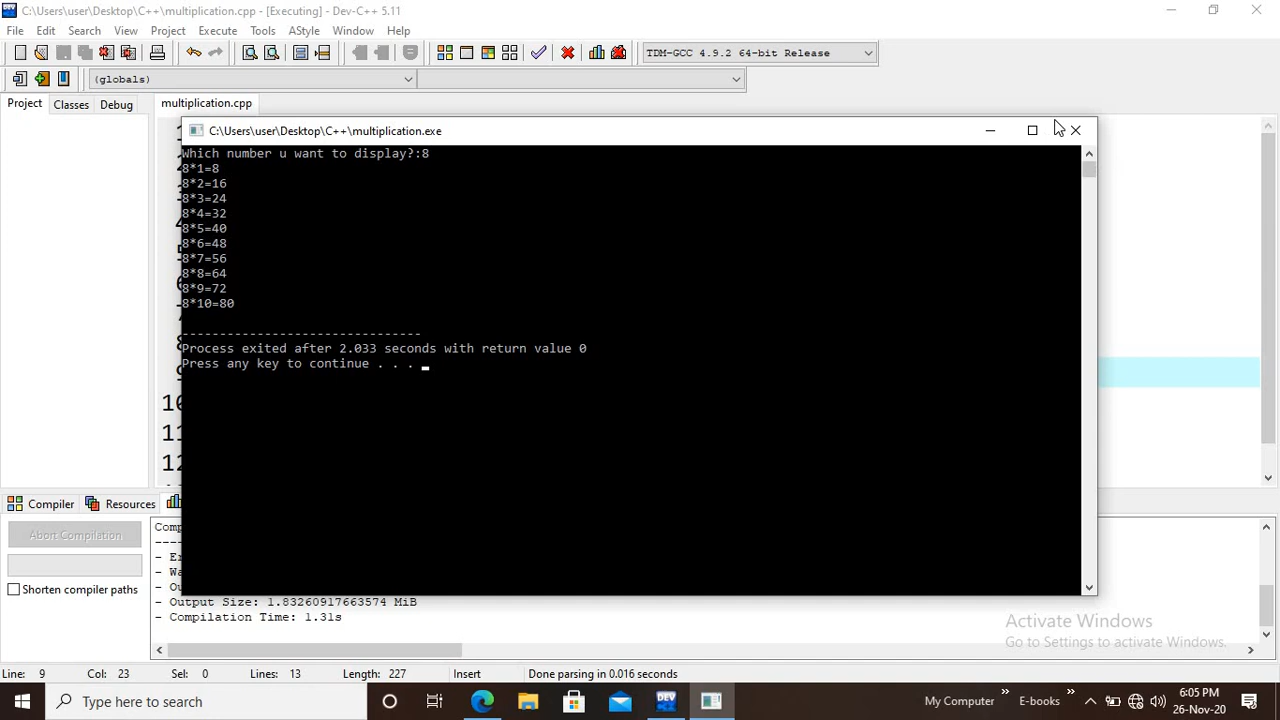 C:\Users\user\Desktop\C++\multiplication.cpp - [Executing] - Dev-C++ 5.11
File Edit Search View Project Execute Tools AStyle Window Help
TDM-GCC 4.9.2 64-bit Release
(globals)
Project Classes Debug multiplication.cpp
C:\Users\user\Desktop\C++\multiplication.exe
Which number u want to display?:8
8*1=8
8*2=16
8*3=24
8*4=32
8*5=40
8*6=48
8*7=56
8*8=64
8*9=72
8*10=80
--------------------------------
Process exited after 2.033 seconds with return value 0
Press any key to continue . . .
1
10
11
12
Compiler Resources
Abort Compilation
Shorten compiler paths
- Output Size: 1.83260917663574 MiB
- Compilation Time: 1.31s
Activate Windows
Go to Settings to activate Windows.
Line: 9 Col: 23 Sel: 0 Lines: 13 Length: 227 Insert Done parsing in 0.016 seconds
Type here to search
My Computer » E-books »
6:05 PM
26-Nov-20